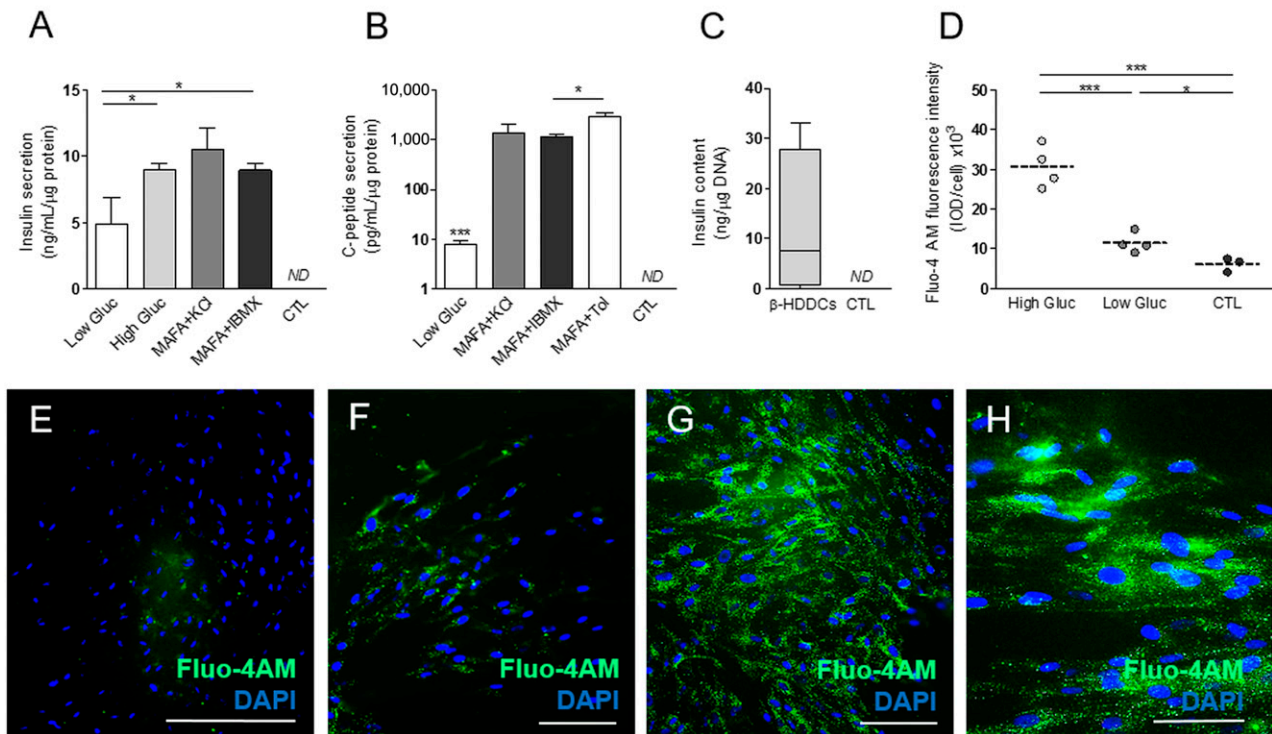 A
B
C
D
Insulin secretion
(ng/mL/µg protein)
15
10
5
0
*
*
ND
Low Gluc
High Gluc
MAFA+KCl
MAFA+IBMX
CTL
C-peptide secretion
(pg/mL/µg protein)
10,000
1,000
100
10
1
***
*
ND
Low Gluc
MAFA+KCl
MAFA+IBMX
MAFA+Tol
CTL
Insulin content
(ng/µg DNA)
40
30
20
10
0
ND
β-HDDCs
CTL
Fluo-4 AM fluorescence intensity
(IOD/cell) x10³
50
40
30
20
10
0
***
***
*
High Gluc
Low Gluc
CTL
E
Fluo-4AM
DAPI
F
Fluo-4AM
DAPI
G
Fluo-4AM
DAPI
H
Fluo-4AM
DAPI